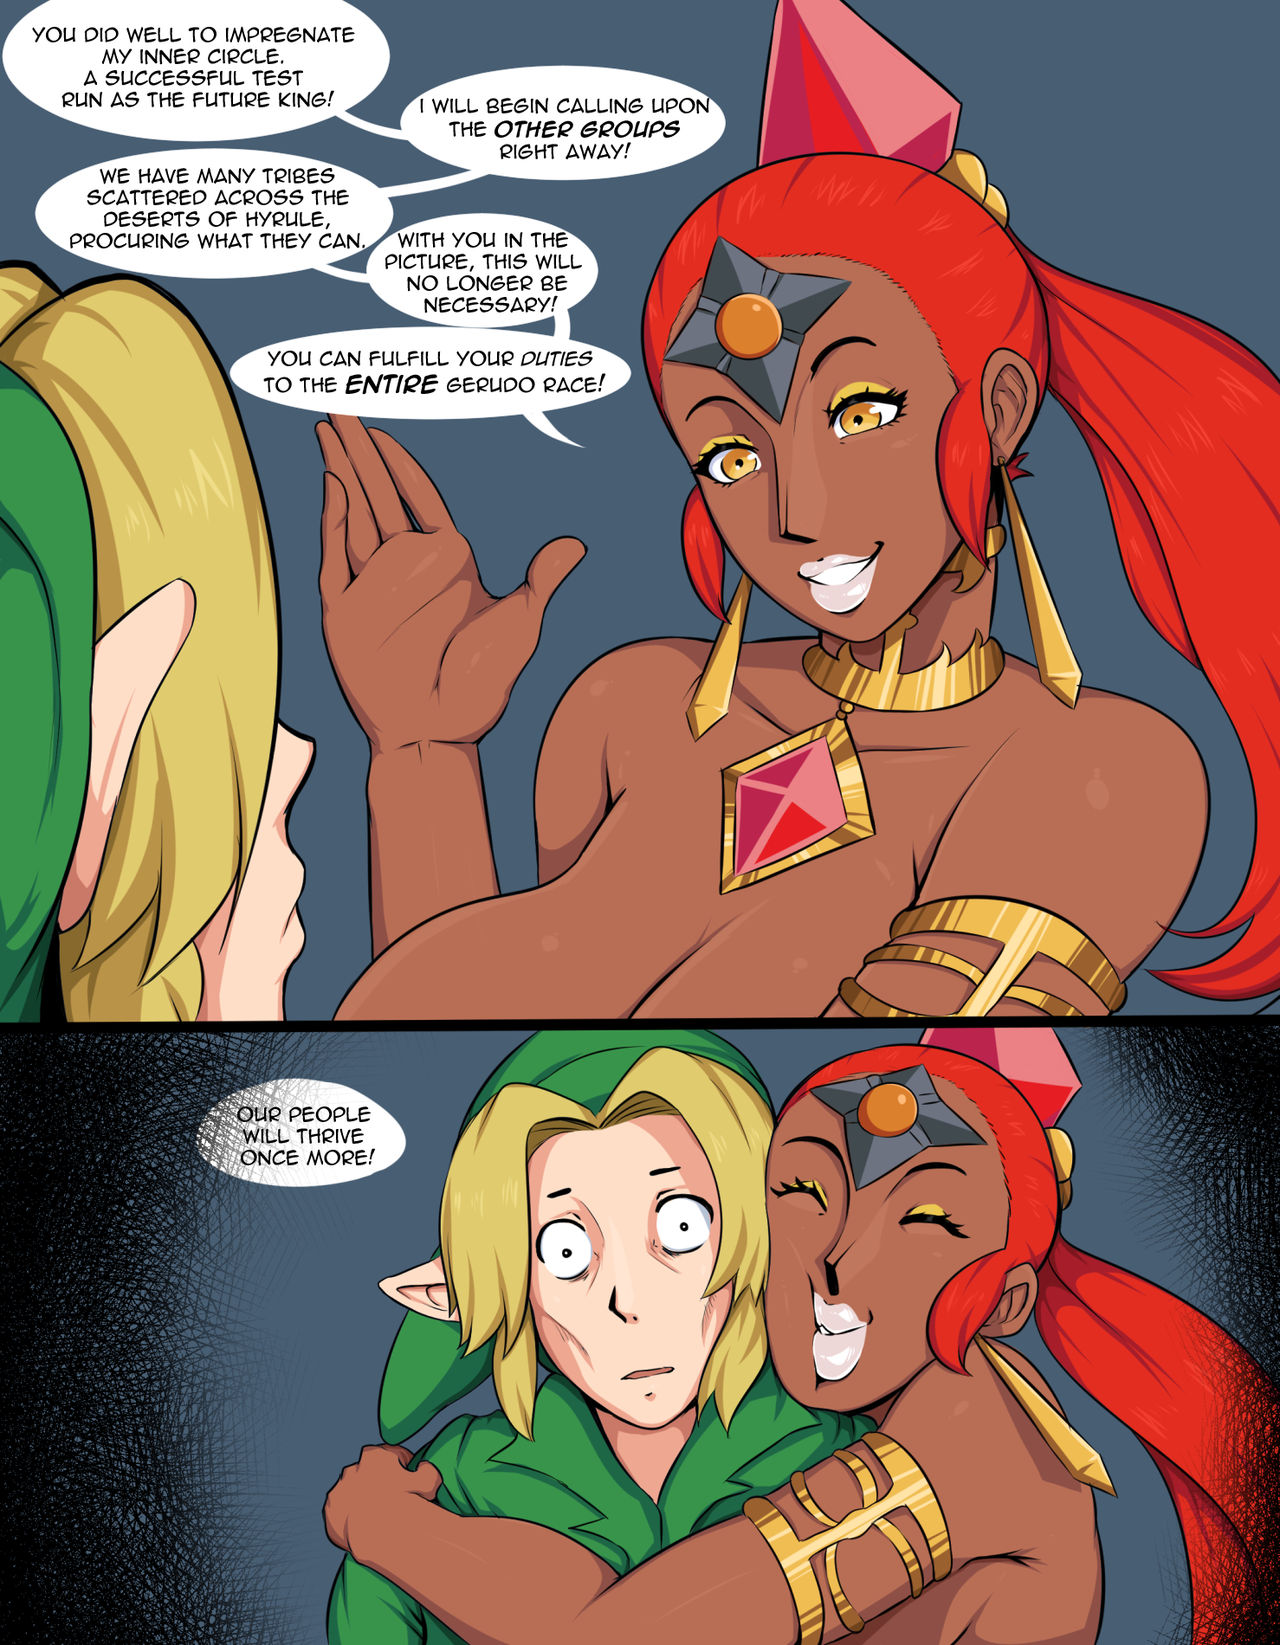 YOU DID WELL TO IMPREGNATE
MY INNER CIRCLE.
A SUCCESSFUL TEST
RUN AS THE FUTURE KING!
I WILL BEGIN CALLING UPON
THE OTHER GROUPS
RIGHT AWAY!
WE HAVE MANY TRIBES
SCATTERED ACROSS THE
DESERTS OF HYRULE,
PROCURING WHAT THEY CAN.
WITH YOU IN THE
PICTURE, THIS WILL
NO LONGER BE
NECESSARY!
YOU CAN FULFILL YOUR DUTIES
TO THE ENTIRE GERUDO RACE!
OUR PEOPLE
WILL THRIVE
ONCE MORE!